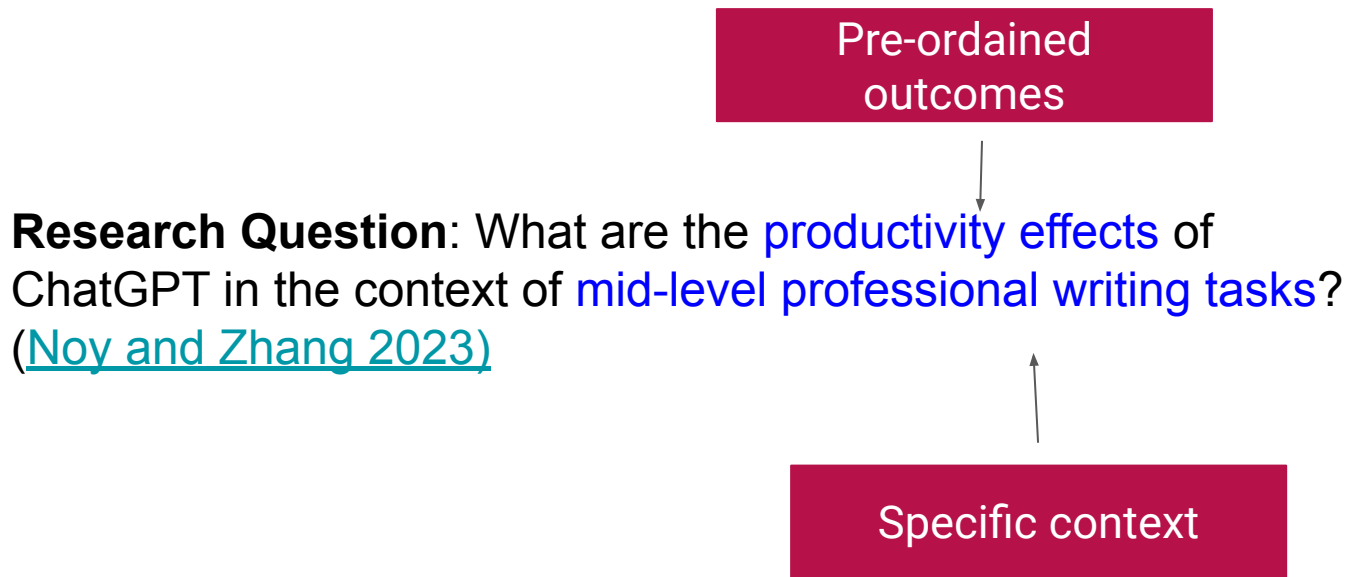 Pre-ordained
outcomes
Research Question: What are the productivity effects of
ChatGPT in the context of mid-level professional writing tasks?
(Noy and Zhang 2023)
Specific context